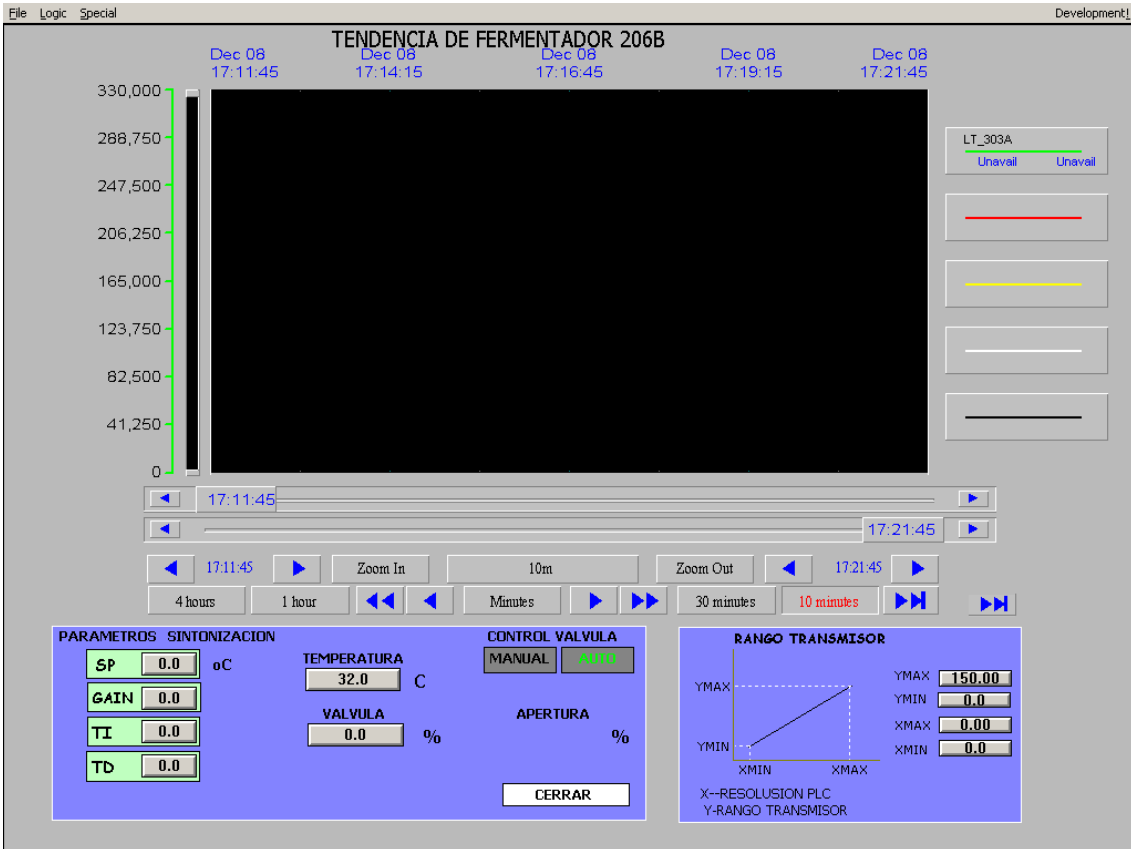 File Logic Special Development!
TENDENCIA DE FERMENTADOR 206B
Dec 08 Dec 08 Dec 08 Dec 08 Dec 08
17:11:45 17:14:15 17:16:45 17:19:15 17:21:45
330,000
288,750
247,500
206,250
165,000
123,750
82,500
41,250
0
LT_303A
Unavail Unavail
17:11:45
17:21:45
17:11:45 Zoom In 10m Zoom Out 17:21:45
4 hours 1 hour Minutes 30 minutes 10 minutes
PARAMETROS SINTONIZACION
SP 0.0 oC
GAIN 0.0
TI 0.0
TD 0.0
TEMPERATURA
32.0 C
VALVULA
0.0 %
CONTROL VALVULA
MANUAL AUTO
APERTURA
%
CERRAR
RANGO TRANSMISOR
YMAX
YMIN
XMIN XMAX
YMAX 150.00
YMIN 0.0
XMAX 0.00
XMIN 0.0
X--RESOLUSION PLC
Y-RANGO TRANSMISOR